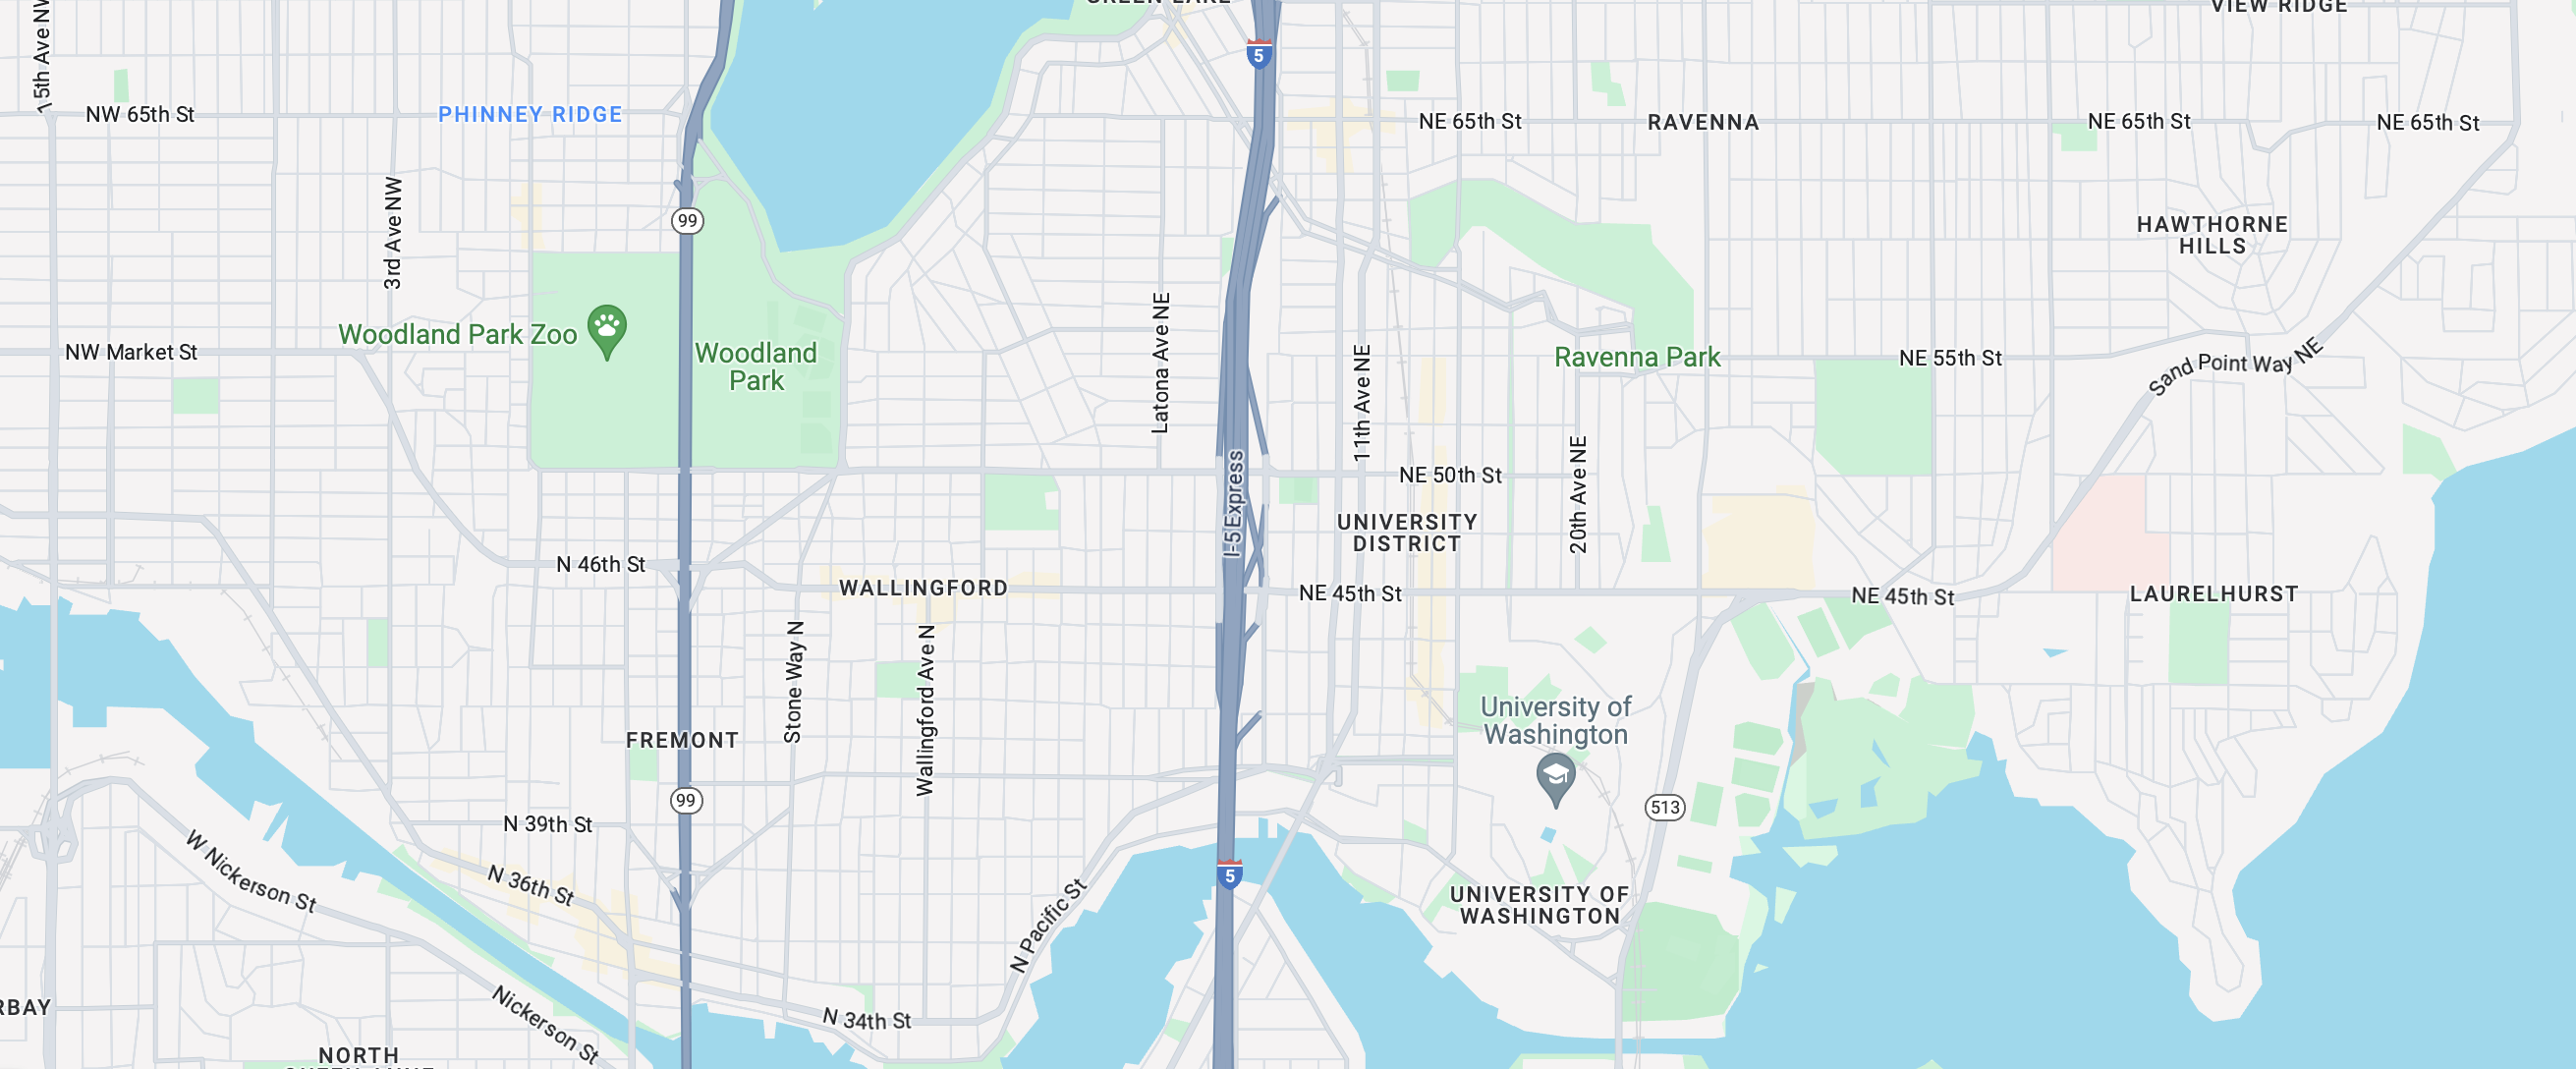 GREEN LAKE
VIEW RIDGE
15th Ave NW
5
NW 65th St
PHINNEY RIDGE
NE 65th St
RAVENNA
NE 65th St
NE 65th St
3rd Ave NW
99
HAWTHORNE
HILLS
Woodland Park Zoo
Woodland
Park
NW Market St
Latona Ave NE
11th Ave NE
Ravenna Park
NE 55th St
Sand Point Way NE
I-5 Express
NE 50th St
20th Ave NE
UNIVERSITY
DISTRICT
N 46th St
WALLINGFORD
NE 45th St
NE 45th St
LAURELHURST
Stone Way N
Wallingford Ave N
University of
Washington
FREMONT
99
513
N 39th St
W Nickerson St
N 36th St
5
N Pacific St
UNIVERSITY OF
WASHINGTON
RBAY
Nickerson St
N 34th St
NORTH
QUEEN ANNE